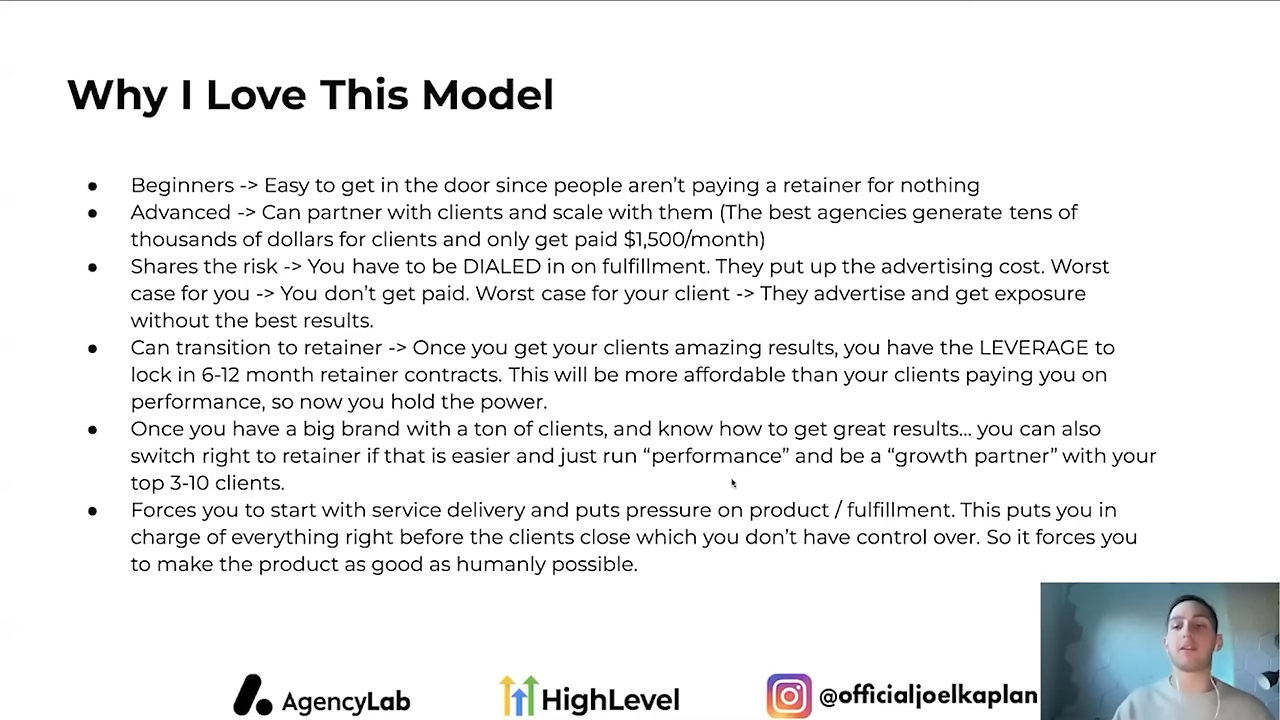 Why I Love This Model
● Beginners -> Easy to get in the door since people aren’t paying a retainer for nothing
● Advanced -> Can partner with clients and scale with them (The best agencies generate tens of
thousands of dollars for clients and only get paid $1,500/month)
● Shares the risk -> You have to be DIALED in on fulfillment. They put up the advertising cost. Worst
case for you -> You don’t get paid. Worst case for your client -> They advertise and get exposure
without the best results.
● Can transition to retainer -> Once you get your clients amazing results, you have the LEVERAGE to
lock in 6-12 month retainer contracts. This will be more affordable than your clients paying you on
performance, so now you hold the power.
● Once you have a big brand with a ton of clients, and know how to get great results... you can also
switch right to retainer if that is easier and just run “performance” and be a “growth partner” with your
top 3-10 clients.
● Forces you to start with service delivery and puts pressure on product / fulfillment. This puts you in
charge of everything right before the clients close which you don’t have control over. So it forces you
to make the product as good as humanly possible.
AgencyLab
HighLevel
@officialjoelkaplan